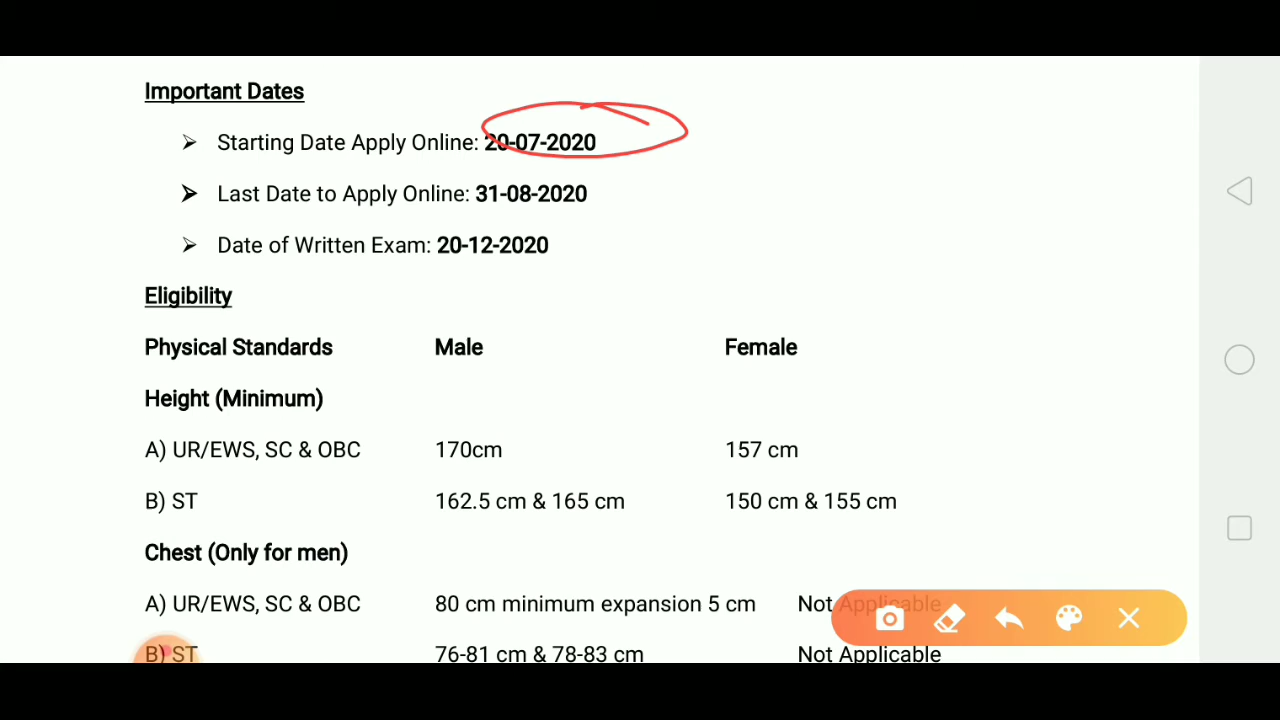 Important Dates
➢ Starting Date Apply Online: 20-07-2020
➢ Last Date to Apply Online: 31-08-2020
➢ Date of Written Exam: 20-12-2020
Eligibility
Physical Standards Male Female
Height (Minimum)
A) UR/EWS, SC & OBC 170cm 157 cm
B) ST 162.5 cm & 165 cm 150 cm & 155 cm
Chest (Only for men)
A) UR/EWS, SC & OBC 80 cm minimum expansion 5 cm Not Applicable
B) ST 76-81 cm & 78-83 cm Not Applicable